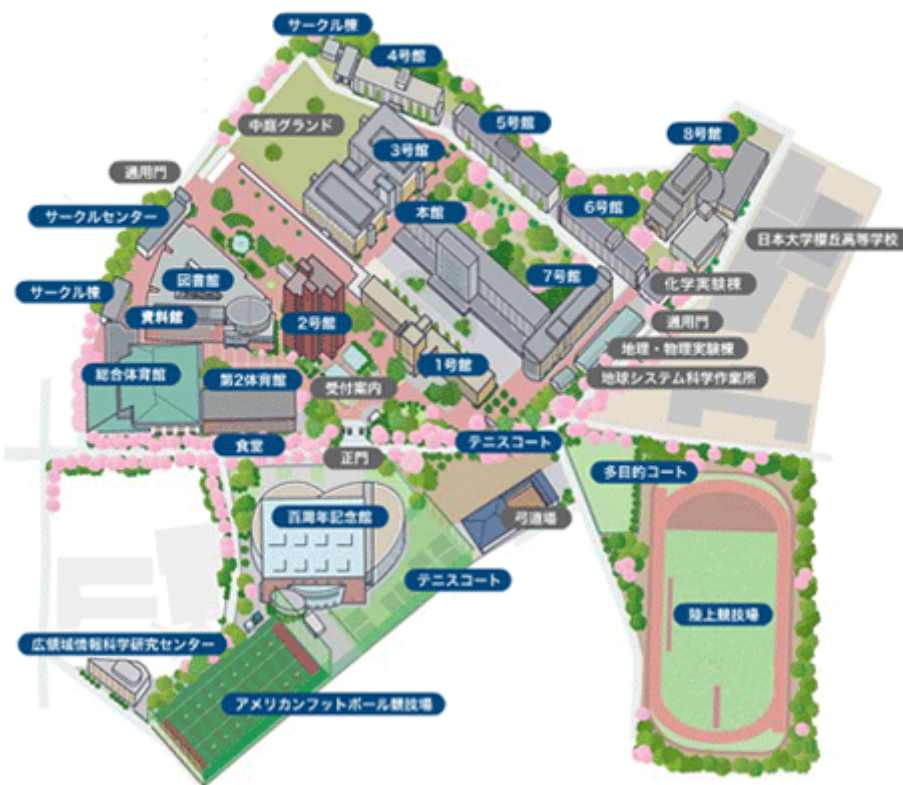 サークル棟
4号館
中庭グランド
5号館
8号館
3号館
通用門
サークルセンター
本館
6号館
日本大学櫻丘高等学校
図書館
7号館
化学実験棟
サークル棟
資料館
2号館
通用門
地理・物理実験棟
1号館
総合体育館
第2体育館
受付案内
地球システム科学作業所
食堂
正門
テニスコート
多目的コート
百周年記念館
弓道場
テニスコート
陸上競技場
広領域情報科学研究センター
アメリカンフットボール競技場